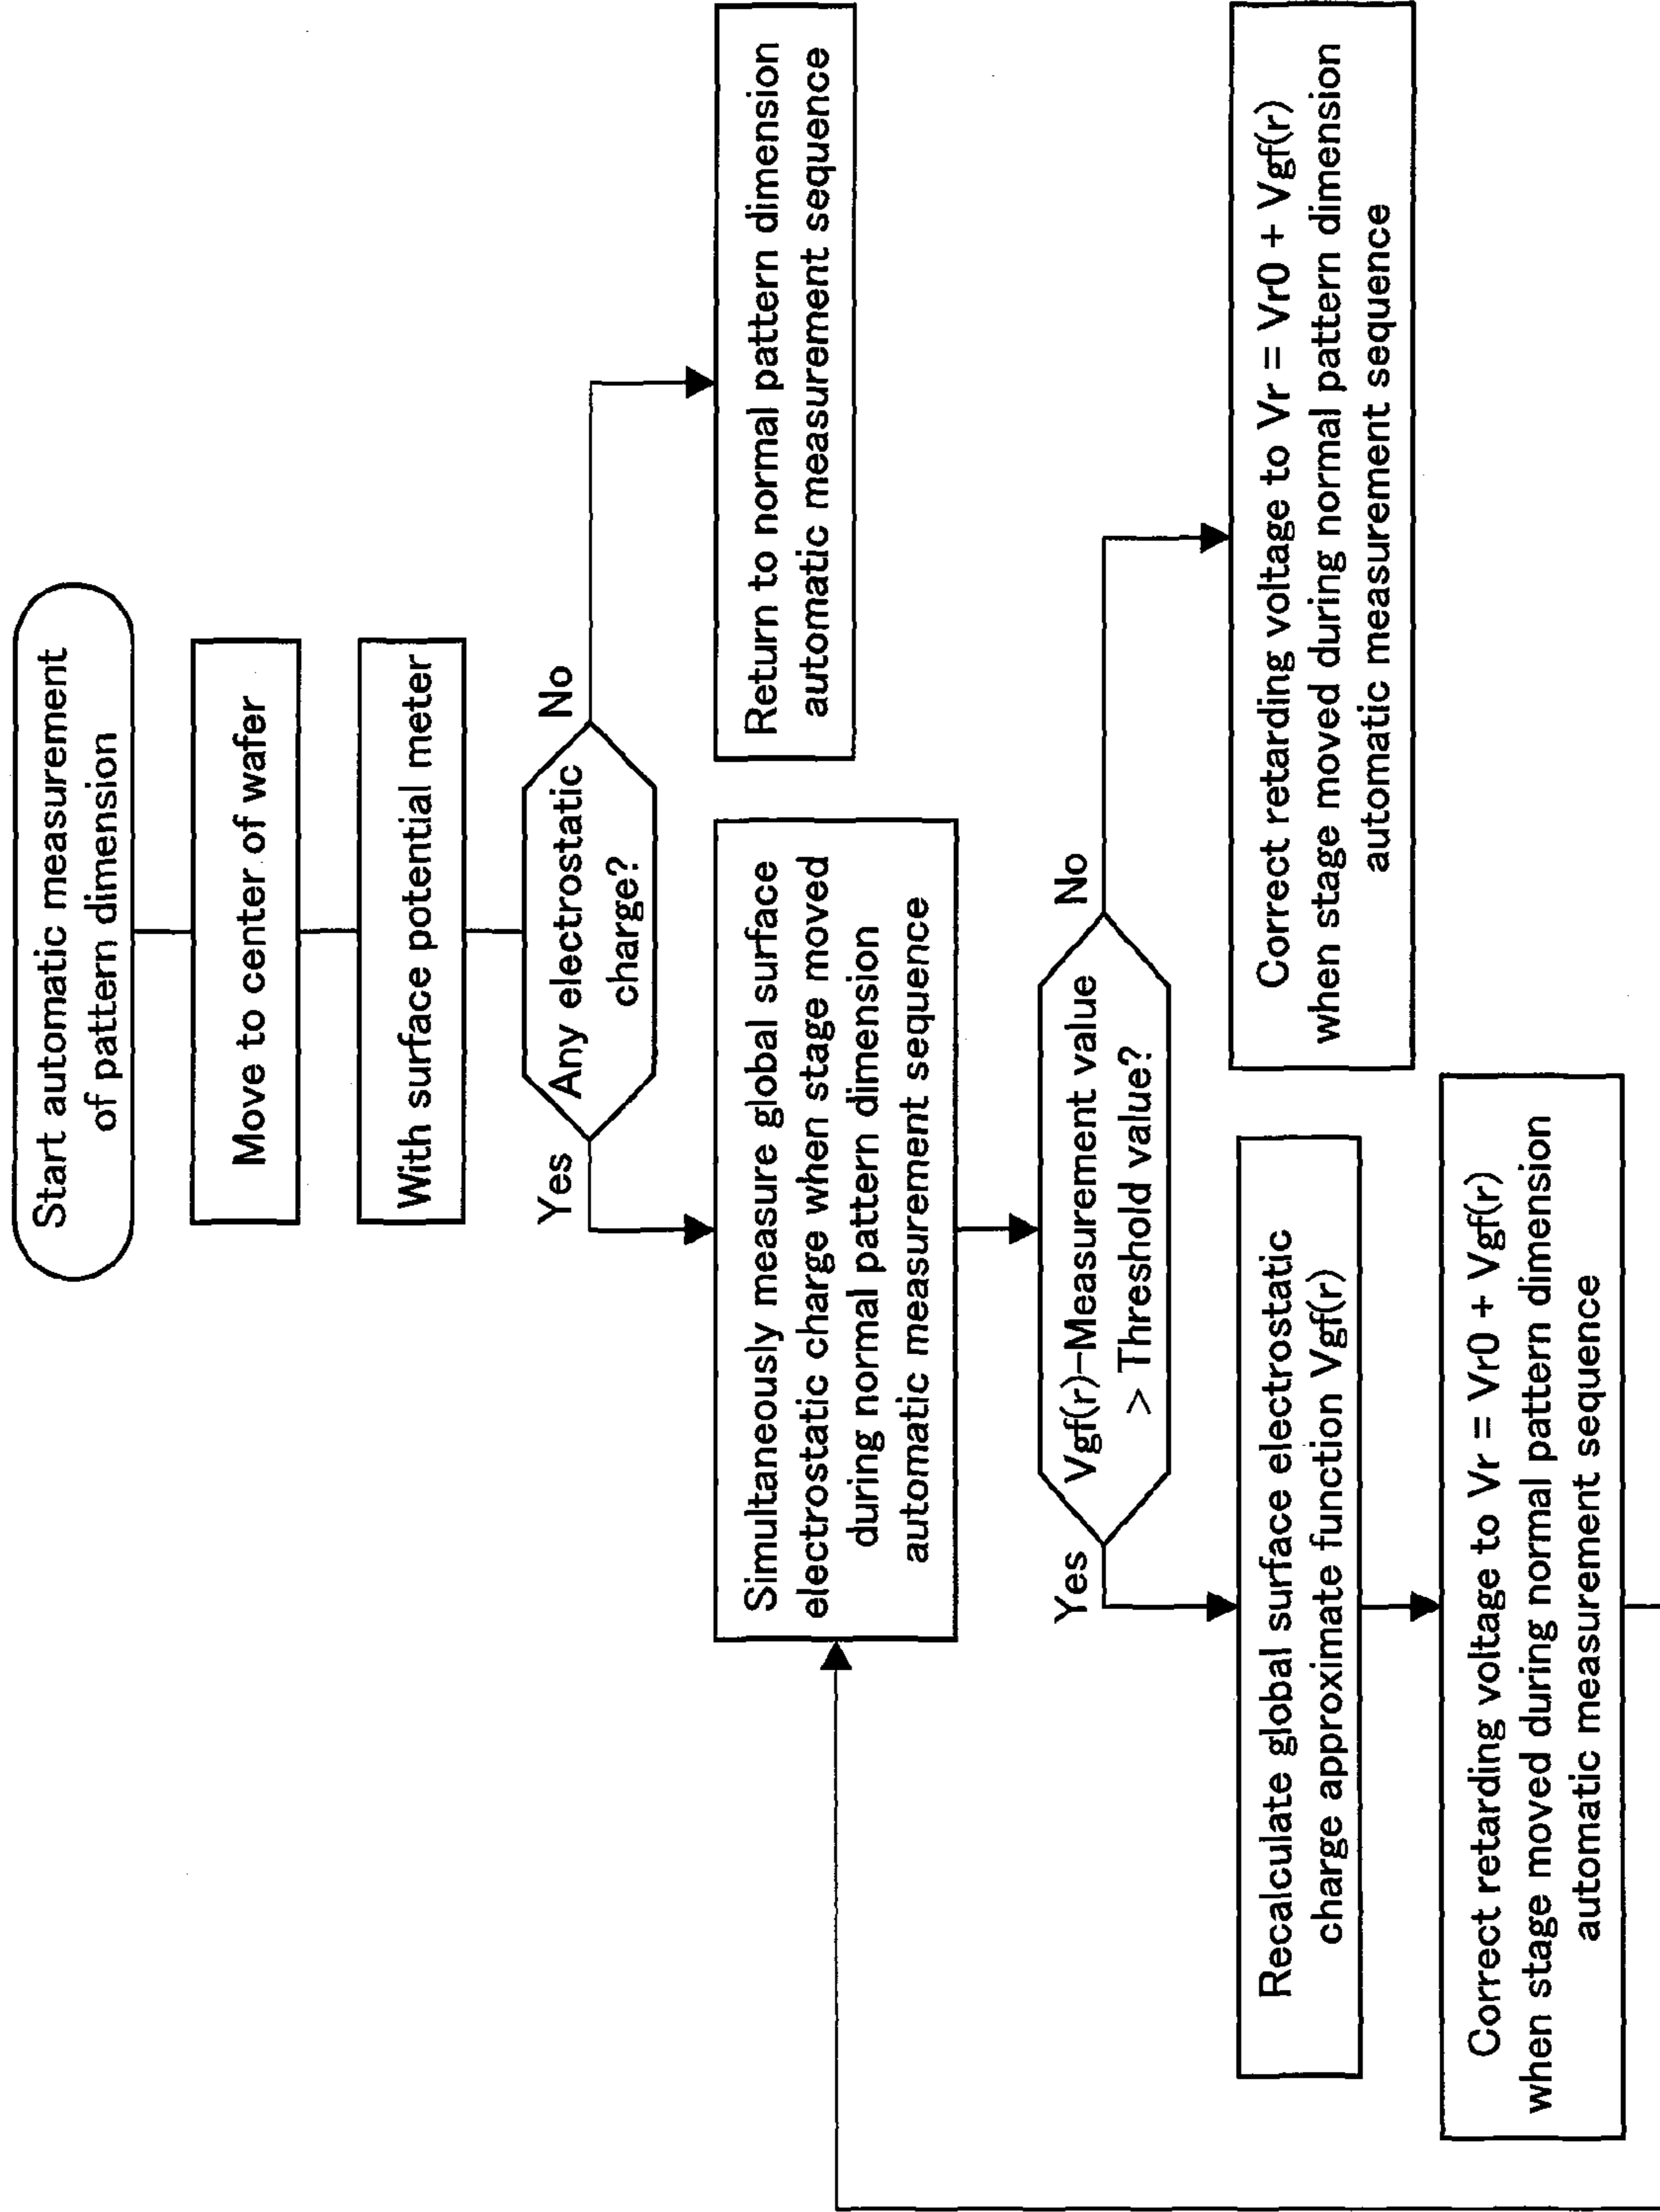 Start automatic measurement
of pattern dimension
Move to center of wafer
With surface potential meter
Any electrostatic
charge?
Yes
No
Return to normal pattern dimension
automatic measurement sequence
Simultaneously measure global surface
electrostatic charge when stage moved
during normal pattern dimension
automatic measurement sequence
Vgf(r)–Measurement value
> Threshold value?
Yes
No
Correct retarding voltage to Vr = Vr0 + Vgf(r)
when stage moved during normal pattern dimension
automatic measurement sequence
Recalculate global surface electrostatic
charge approximate function Vgf(r)
Correct retarding voltage to Vr = Vr0 + Vgf(r)
when stage moved during normal pattern dimension
automatic measurement sequence